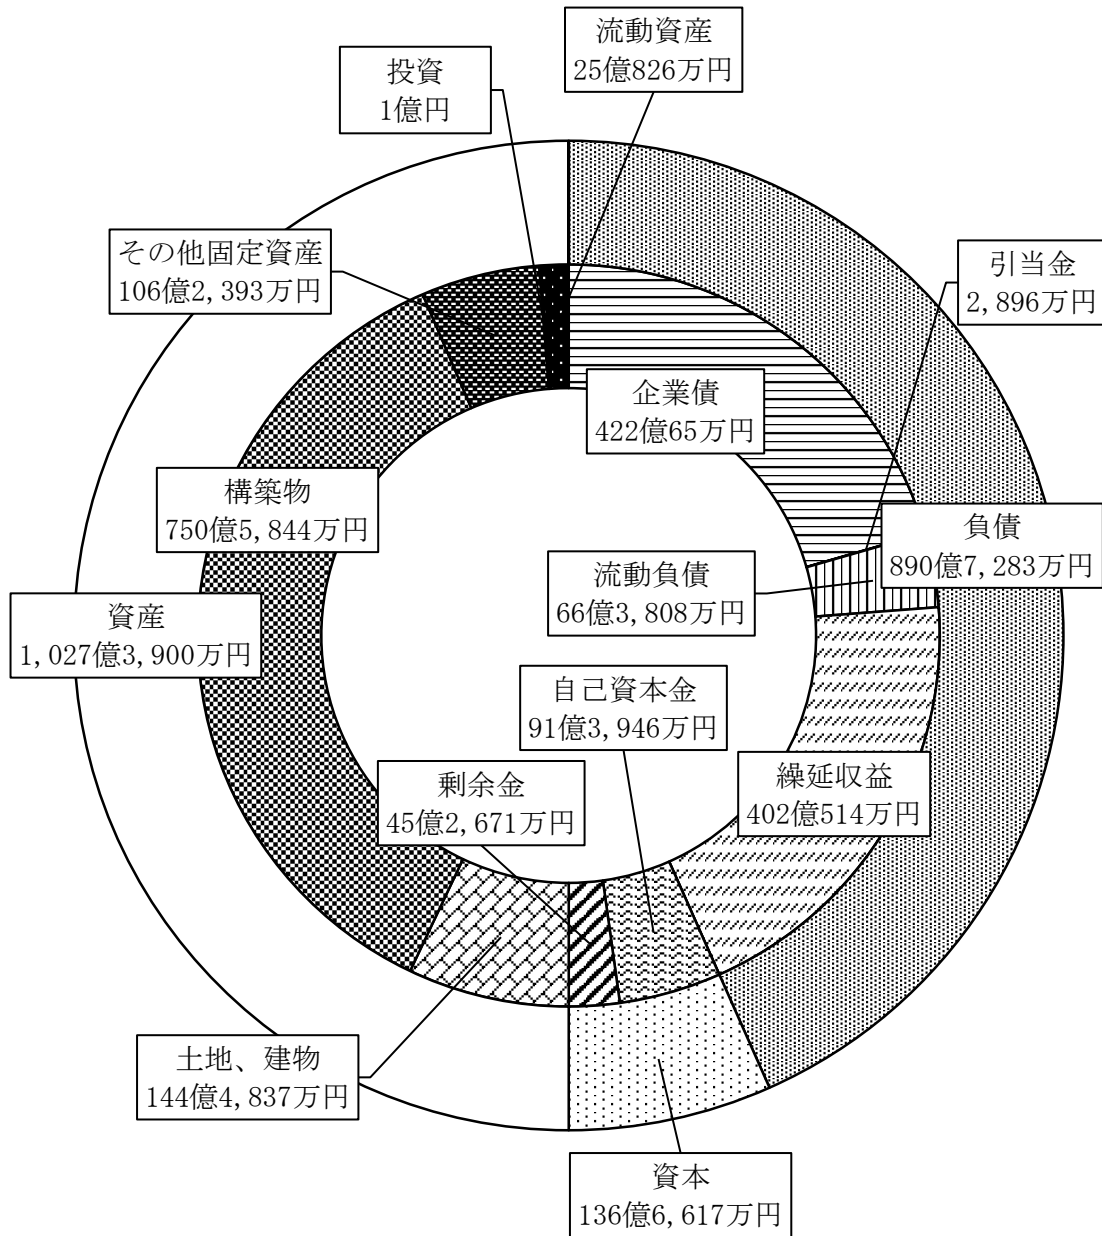 流動資産
25億826万円
投資
1億円
その他固定資産
106億2,393万円
引当金
2,896万円
企業債
422億65万円
構築物
750億5,844万円
負債
890億7,283万円
流動負債
66億3,808万円
資産
1,027億3,900万円
自己資本金
91億3,946万円
繰延収益
402億514万円
剰余金
45億2,671万円
土地、建物
144億4,837万円
資本
136億6,617万円